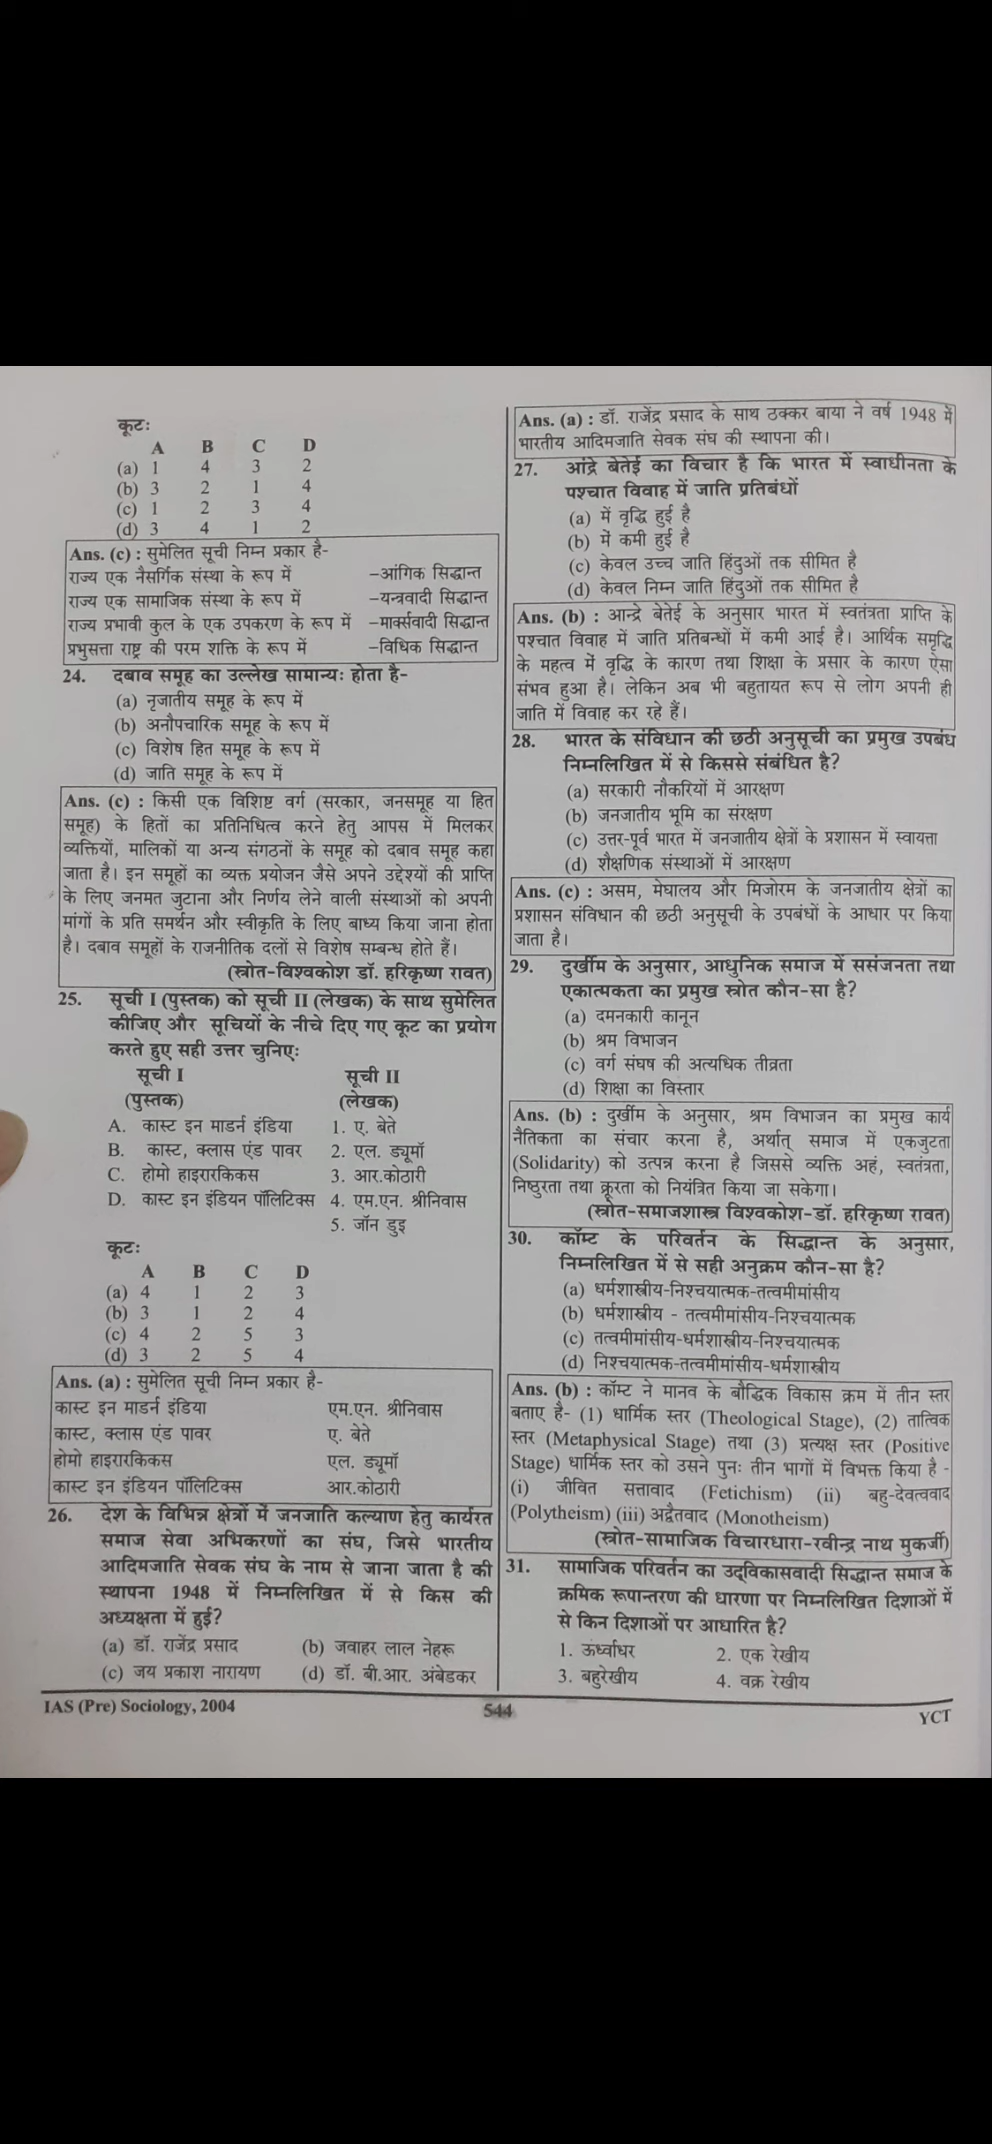 कूटः
A B C D
(a) 1 4 3 2
(b) 3 2 1 4
(c) 1 2 3 4
(d) 3 4 1 2
Ans. (c) : सुमेलित सूची निम्न प्रकार है-
राज्य एक नैसर्गिक संस्था के रूप में –आंगिक सिद्धान्त
राज्य एक सामाजिक संस्था के रूप में –यन्त्रवादी सिद्धान्त
राज्य प्रभावी कुल के एक उपकरण के रूप में –मार्क्सवादी सिद्धान्त
प्रभुसत्ता राष्ट्र की परम शक्ति के रूप में –विधिक सिद्धान्त
24. दबाव समूह का उल्लेख सामान्यः होता है-
(a) नृजातीय समूह के रूप में
(b) अनौपचारिक समूह के रूप में
(c) विशेष हित समूह के रूप में
(d) जाति समूह के रूप में
Ans. (c) : किसी एक विशिष्ट वर्ग (सरकार, जनसमूह या हित
समूह) के हितों का प्रतिनिधित्व करने हेतु आपस में मिलकर
व्यक्तियों, मालिकों या अन्य संगठनों के समूह को दबाव समूह कहा
जाता है। इन समूहों का व्यक्त प्रयोजन जैसे अपने उद्देश्यों की प्राप्ति
के लिए जनमत जुटाना और निर्णय लेने वाली संस्थाओं को अपनी
मांगों के प्रति समर्थन और स्वीकृति के लिए बाध्य किया जाना होता
है। दबाव समूहों के राजनीतिक दलों से विशेष सम्बन्ध होते हैं।
(स्त्रोत-विश्वकोश डॉ. हरिकृष्ण रावत)
25. सूची I (पुस्तक) को सूची II (लेखक) के साथ सुमेलित
कीजिए और सूचियों के नीचे दिए गए कूट का प्रयोग
करते हुए सही उत्तर चुनिएः
सूची I सूची II
(पुस्तक) (लेखक)
A. कास्ट इन माडर्न इंडिया 1. ए. बेते
B. कास्ट, क्लास एंड पावर 2. एल. ड्यूमॉ
C. होमो हाइरारकिकस 3. आर.कोठारी
D. कास्ट इन इंडियन पॉलिटिक्स 4. एम.एन. श्रीनिवास
5. जॉन डुइ
कूटः
A B C D
(a) 4 1 2 3
(b) 3 1 2 4
(c) 4 2 5 3
(d) 3 2 5 4
Ans. (a) : सुमेलित सूची निम्न प्रकार है-
कास्ट इन माडर्न इंडिया एम.एन. श्रीनिवास
कास्ट, क्लास एंड पावर ए. बेते
होमो हाइरारकिकस एल. ड्यूमॉ
कास्ट इन इंडियन पॉलिटिक्स आर.कोठारी
26. देश के विभिन्न क्षेत्रों में जनजाति कल्याण हेतु कार्यरत
समाज सेवा अभिकरणों का संघ, जिसे भारतीय
आदिमजाति सेवक संघ के नाम से जाना जाता है की
स्थापना 1948 में निम्नलिखित में से किस की
अध्यक्षता में हुई?
(a) डॉ. राजेंद्र प्रसाद (b) जवाहर लाल नेहरू
(c) जय प्रकाश नारायण (d) डॉ. बी.आर. अंबेडकर
Ans. (a) : डॉ. राजेंद्र प्रसाद के साथ ठक्कर बाया ने वर्ष 1948 में
भारतीय आदिमजाति सेवक संघ की स्थापना की।
27. आंद्रे बेतेई का विचार है कि भारत में स्वाधीनता के
पश्चात विवाह में जाति प्रतिबंधों
(a) में वृद्धि हुई है
(b) में कमी हुई है
(c) केवल उच्च जाति हिंदुओं तक सीमित है
(d) केवल निम्न जाति हिंदुओं तक सीमित है
Ans. (b) : आन्द्रे बेतेई के अनुसार भारत में स्वतंत्रता प्राप्ति के
पश्चात विवाह में जाति प्रतिबन्धों में कमी आई है। आर्थिक समृद्धि
के महत्व में वृद्धि के कारण तथा शिक्षा के प्रसार के कारण ऐसा
संभव हुआ है। लेकिन अब भी बहुतायत रूप से लोग अपनी ही
जाति में विवाह कर रहे हैं।
28. भारत के संविधान की छठी अनुसूची का प्रमुख उपबंध
निम्नलिखित में से किससे संबंधित है?
(a) सरकारी नौकरियों में आरक्षण
(b) जनजातीय भूमि का संरक्षण
(c) उत्तर-पूर्व भारत में जनजातीय क्षेत्रों के प्रशासन में स्वायत्ता
(d) शैक्षणिक संस्थाओं में आरक्षण
Ans. (c) : असम, मेघालय और मिजोरम के जनजातीय क्षेत्रों का
प्रशासन संविधान की छठी अनुसूची के उपबंधों के आधार पर किया
जाता है।
29. दुर्खीम के अनुसार, आधुनिक समाज में ससंजनता तथा
एकात्मकता का प्रमुख स्त्रोत कौन-सा है?
(a) दमनकारी कानून
(b) श्रम विभाजन
(c) वर्ग संघष की अत्यधिक तीव्रता
(d) शिक्षा का विस्तार
Ans. (b) : दुर्खीम के अनुसार, श्रम विभाजन का प्रमुख कार्य
नैतिकता का संचार करना है, अर्थात् समाज में एकजुटता
(Solidarity) को उत्पन्न करना है जिससे व्यक्ति अहं, स्वतंत्रता,
निष्ठुरता तथा क्रूरता को नियंत्रित किया जा सकेगा।
(स्त्रोत-समाजशास्त्र विश्वकोश-डॉ. हरिकृष्ण रावत)
30. कॉम्ट के परिवर्तन के सिद्धान्त के अनुसार,
निम्नलिखित में से सही अनुक्रम कौन-सा है?
(a) धर्मशास्त्रीय-निश्चयात्मक-तत्वमीमांसीय
(b) धर्मशास्त्रीय - तत्वमीमांसीय-निश्चयात्मक
(c) तत्वमीमांसीय-धर्मशास्त्रीय-निश्चयात्मक
(d) निश्चयात्मक-तत्वमीमांसीय-धर्मशास्त्रीय
Ans. (b) : कॉम्ट ने मानव के बौद्धिक विकास क्रम में तीन स्तर
बताए है- (1) धार्मिक स्तर (Theological Stage), (2) तात्विक
स्तर (Metaphysical Stage) तथा (3) प्रत्यक्ष स्तर (Positive
Stage) धार्मिक स्तर को उसने पुनः तीन भागों में विभक्त किया है -
(i) जीवित सत्तावाद (Fetichism) (ii) बहु-देवत्ववाद
(Polytheism) (iii) अद्वैतवाद (Monotheism)
(स्त्रोत-सामाजिक विचारधारा-रवीन्द्र नाथ मुकर्जी)
31. सामाजिक परिवर्तन का उद्विकासवादी सिद्धान्त समाज के
क्रमिक रूपान्तरण की धारणा पर निम्नलिखित दिशाओं में
से किन दिशाओं पर आधारित है?
1. ऊर्ध्वाधर 2. एक रेखीय
3. बहुरेखीय 4. वक्र रेखीय
IAS (Pre) Sociology, 2004 544 YCT